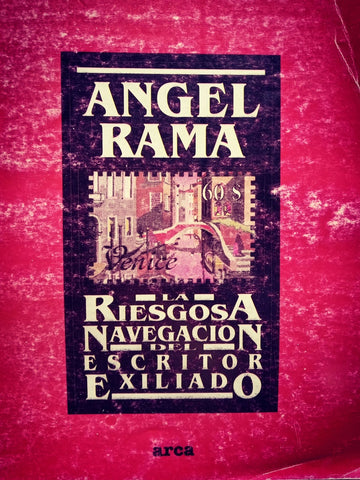 ANGEL
RAMA
60's
Venice
LA
RIESGOSA
NAVEGACION
DEL
ESCRITOR
EXILIADO
arca